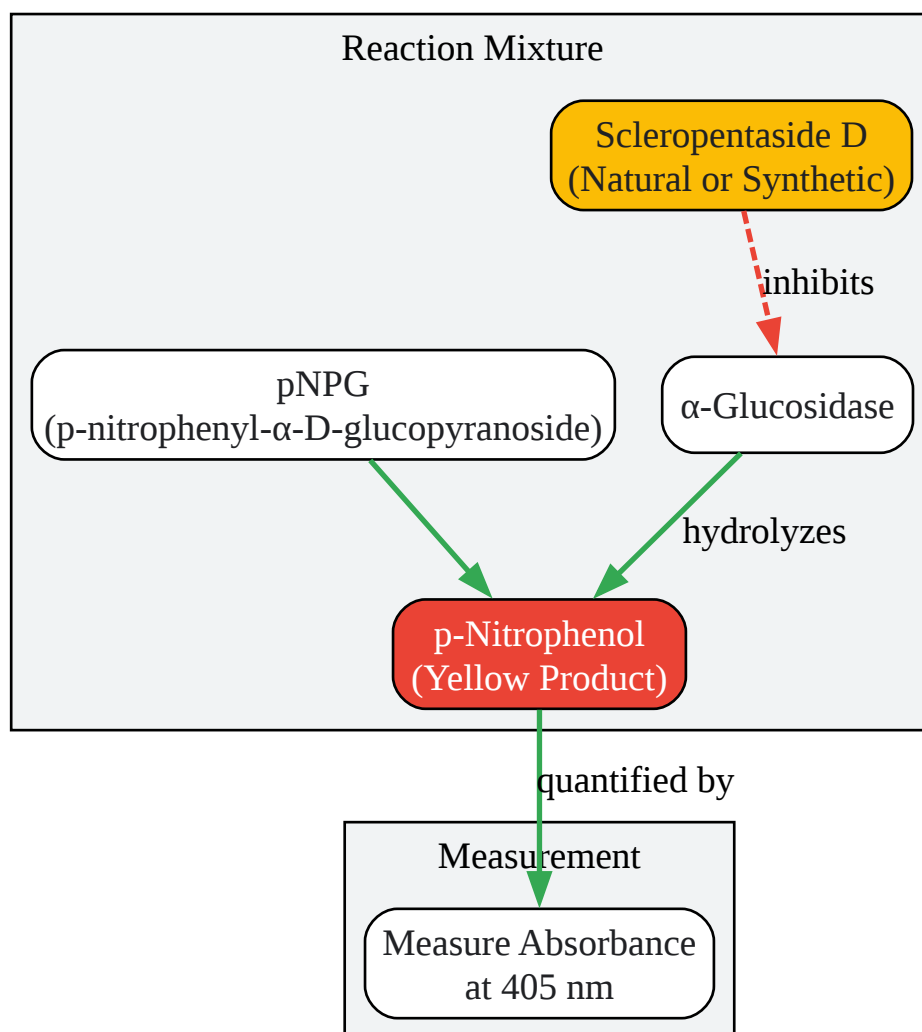 Reaction Mixture
Scleropentaside D
(Natural or Synthetic)
inhibits
pNPG
(p-nitrophenyl-α-D-glucopyranoside)
α-Glucosidase
hydrolyzes
p-Nitrophenol
(Yellow Product)
quantified by
Measurement
Measure Absorbance
at 405 nm